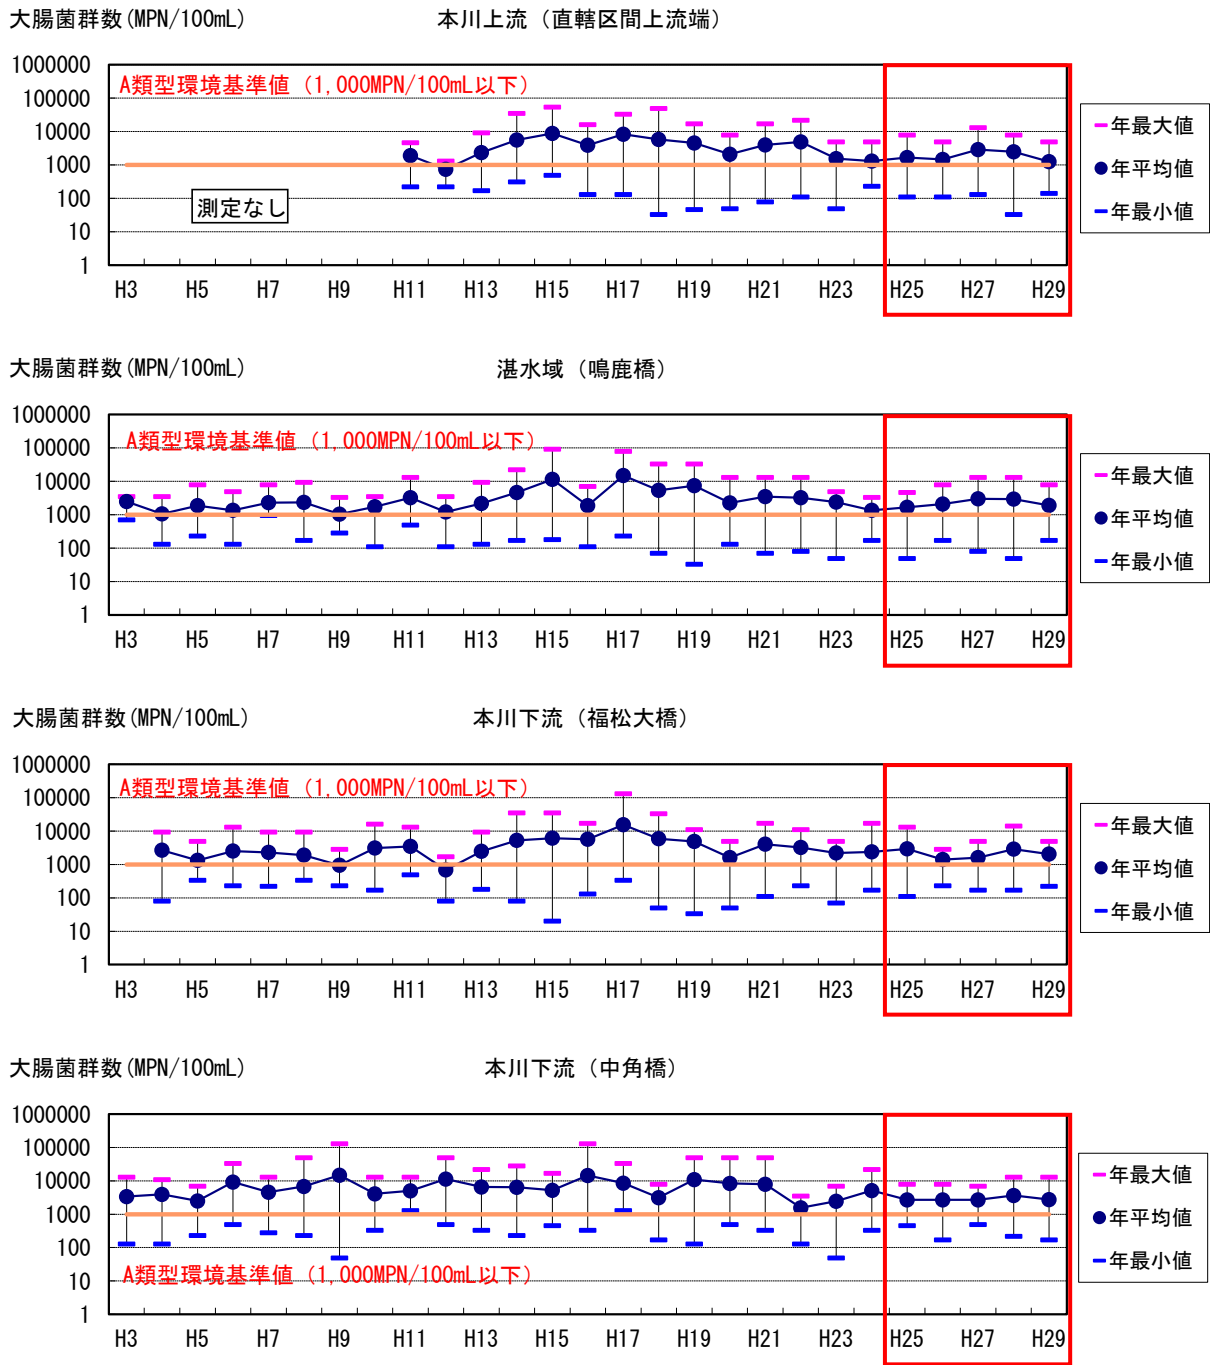 大腸菌群数(MPN/100mL) 本川上流（直轄区間上流端）
1000000
A類型環境基準値（1,000MPN/100mL以下）
100000
10000
1000
100
10
1
測定なし
年最大値
年平均値
年最小値
H3 H5 H7 H9 H11 H13 H15 H17 H19 H21 H23 H25 H27 H29
大腸菌群数(MPN/100mL) 湛水域（鳴鹿橋）
1000000
A類型環境基準値（1,000MPN/100mL以下）
100000
10000
1000
100
10
1
年最大値
年平均値
年最小値
H3 H5 H7 H9 H11 H13 H15 H17 H19 H21 H23 H25 H27 H29
大腸菌群数(MPN/100mL) 本川下流（福松大橋）
1000000
A類型環境基準値（1,000MPN/100mL以下）
100000
10000
1000
100
10
1
年最大値
年平均値
年最小値
H3 H5 H7 H9 H11 H13 H15 H17 H19 H21 H23 H25 H27 H29
大腸菌群数(MPN/100mL) 本川下流（中角橋）
1000000
100000
10000
1000
100
10
1
A類型環境基準値（1,000MPN/100mL以下）
年最大値
年平均値
年最小値
H3 H5 H7 H9 H11 H13 H15 H17 H19 H21 H23 H25 H27 H29